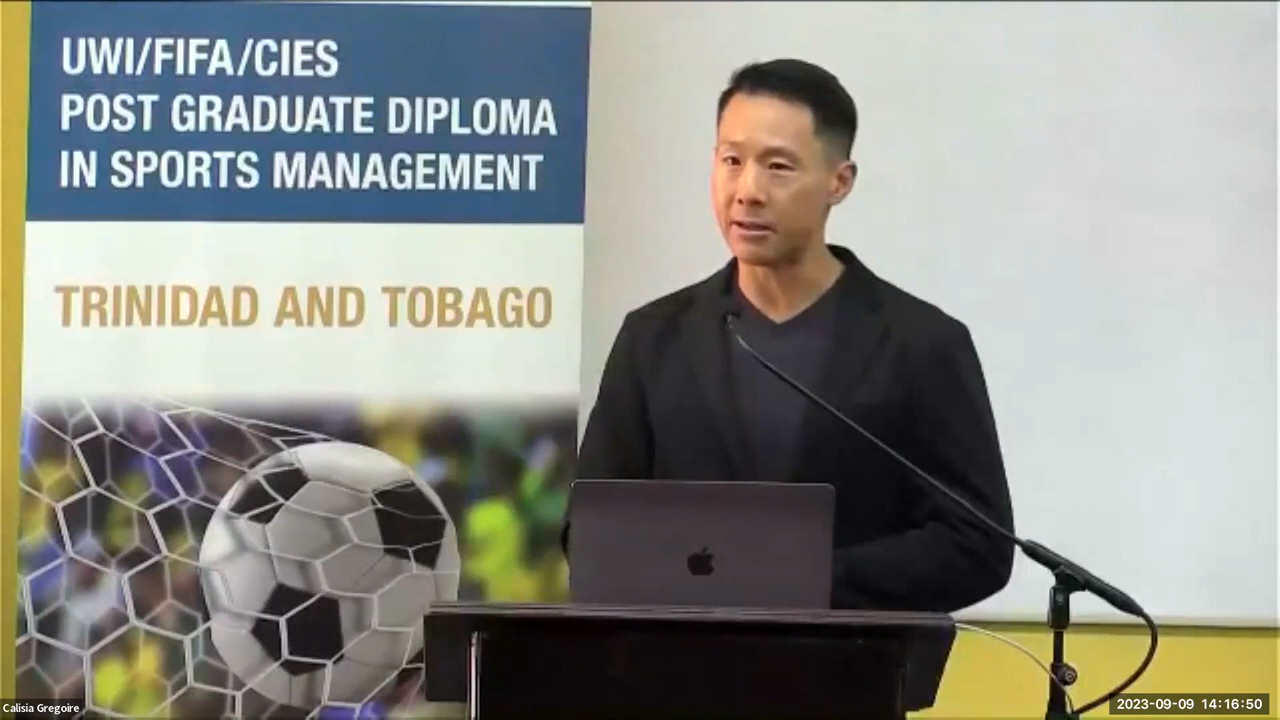 UWI/FIFA/CIES
POST GRADUATE DIPLOMA
IN SPORTS MANAGEMENT
TRINIDAD AND TOBAGO
Calisia Gregoire
2023-09-09 14:16:50